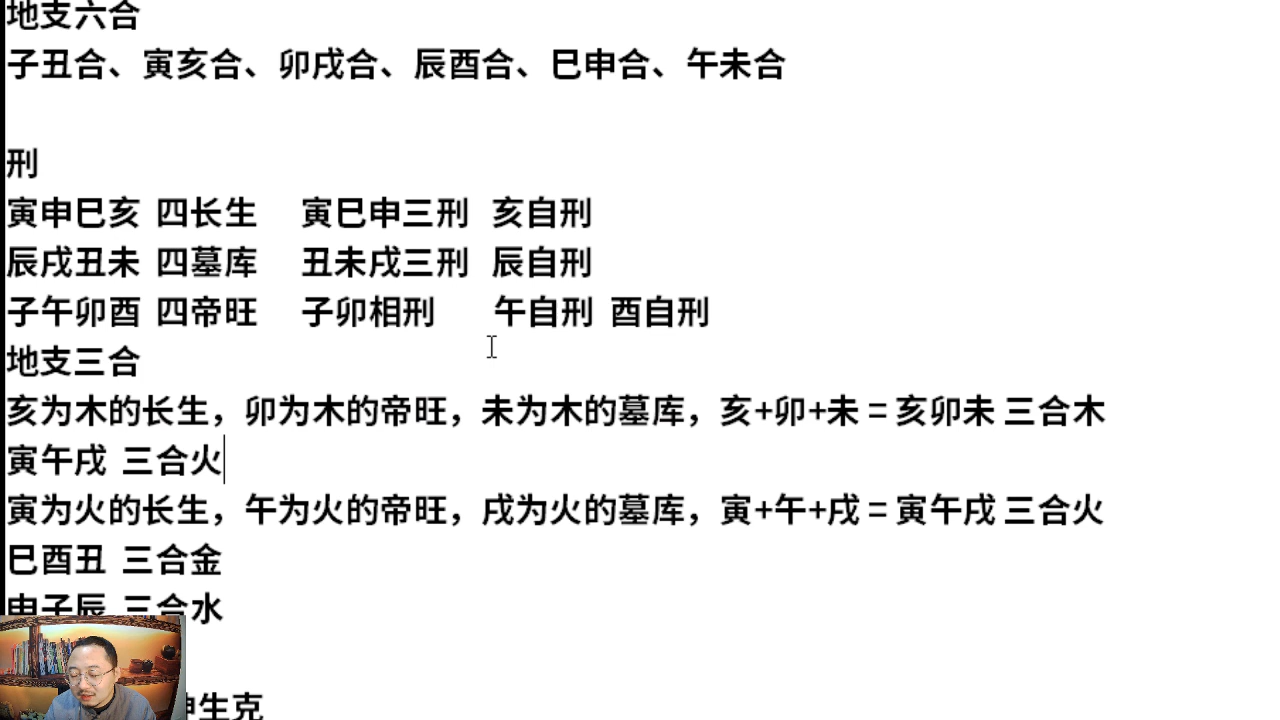 地支六合
子丑合、寅亥合、卯戌合、辰酉合、巳申合、午未合
刑
寅申巳亥 四长生 寅巳申三刑 亥自刑
辰戌丑未 四墓库 丑未戌三刑 辰自刑
子午卯酉 四帝旺 子卯相刑 午自刑 酉自刑
地支三合
亥为木的长生，卯为木的帝旺，未为木的墓库，亥+卯+未 = 亥卯未 三合木
寅午戌 三合火
寅为火的长生，午为火的帝旺，戌为火的墓库，寅+午+戌 = 寅午戌 三合火
巳酉丑 三合金
申子辰 三合水
生克